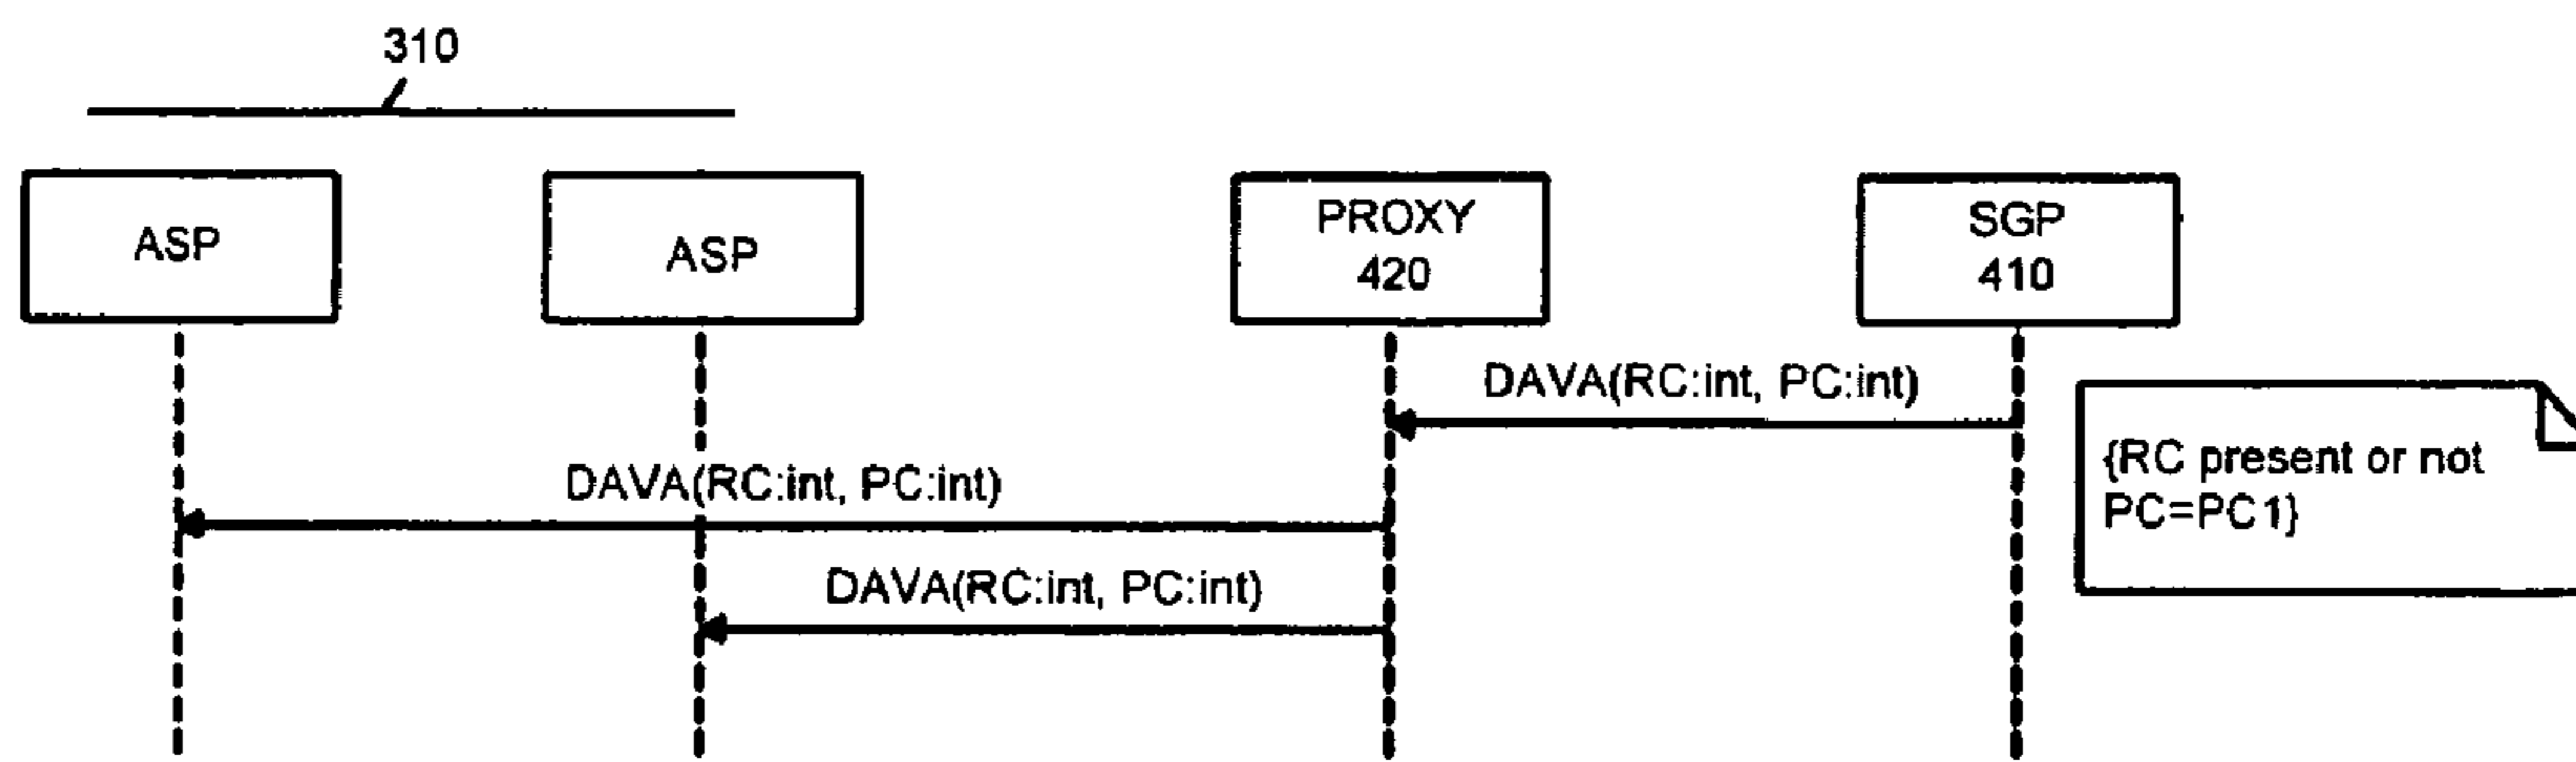 310
ASP
ASP
PROXY
420
SGP
410
DAVA(RC:int, PC:int)
{RC present or not
PC=PC1}
DAVA(RC:int, PC:int)
DAVA(RC:int, PC:int)